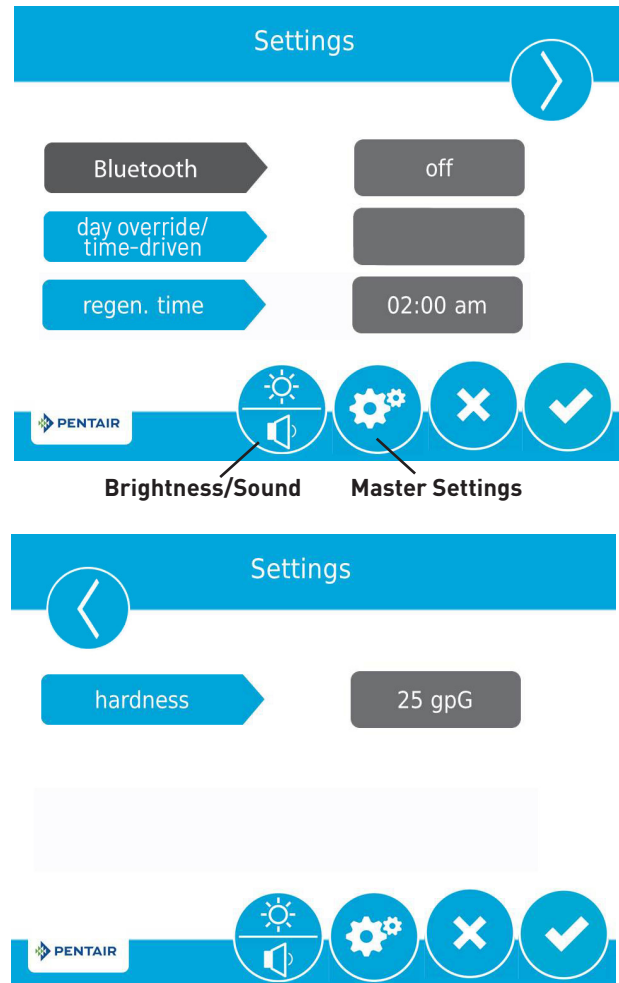 Settings
Bluetooth
off
day override/
time-driven
regen. time
02:00 am
PENTAIR
Brightness/Sound
Master Settings
Settings
hardness
25 gpG
PENTAIR